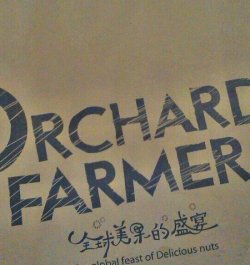 ORCHARD
FARMER
全球美果的盛宴
global feast of Delicious nuts